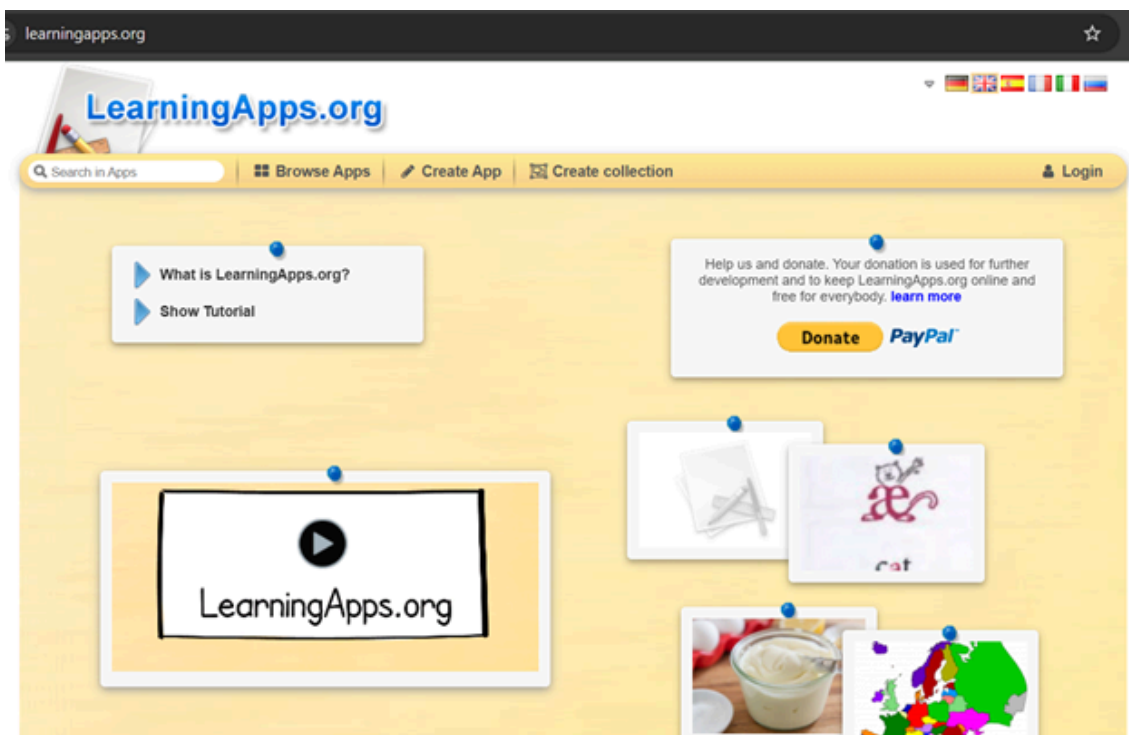 learningapps.org
LearningApps.org
Search in Apps
Browse Apps
Create App
Create collection
Login
What is LearningApps.org?
Show Tutorial
Help us and donate. Your donation is used for further
development and to keep LearningApps.org online and
free for everybody. learn more
Donate
PayPal
LearningApps.org
æ
cat